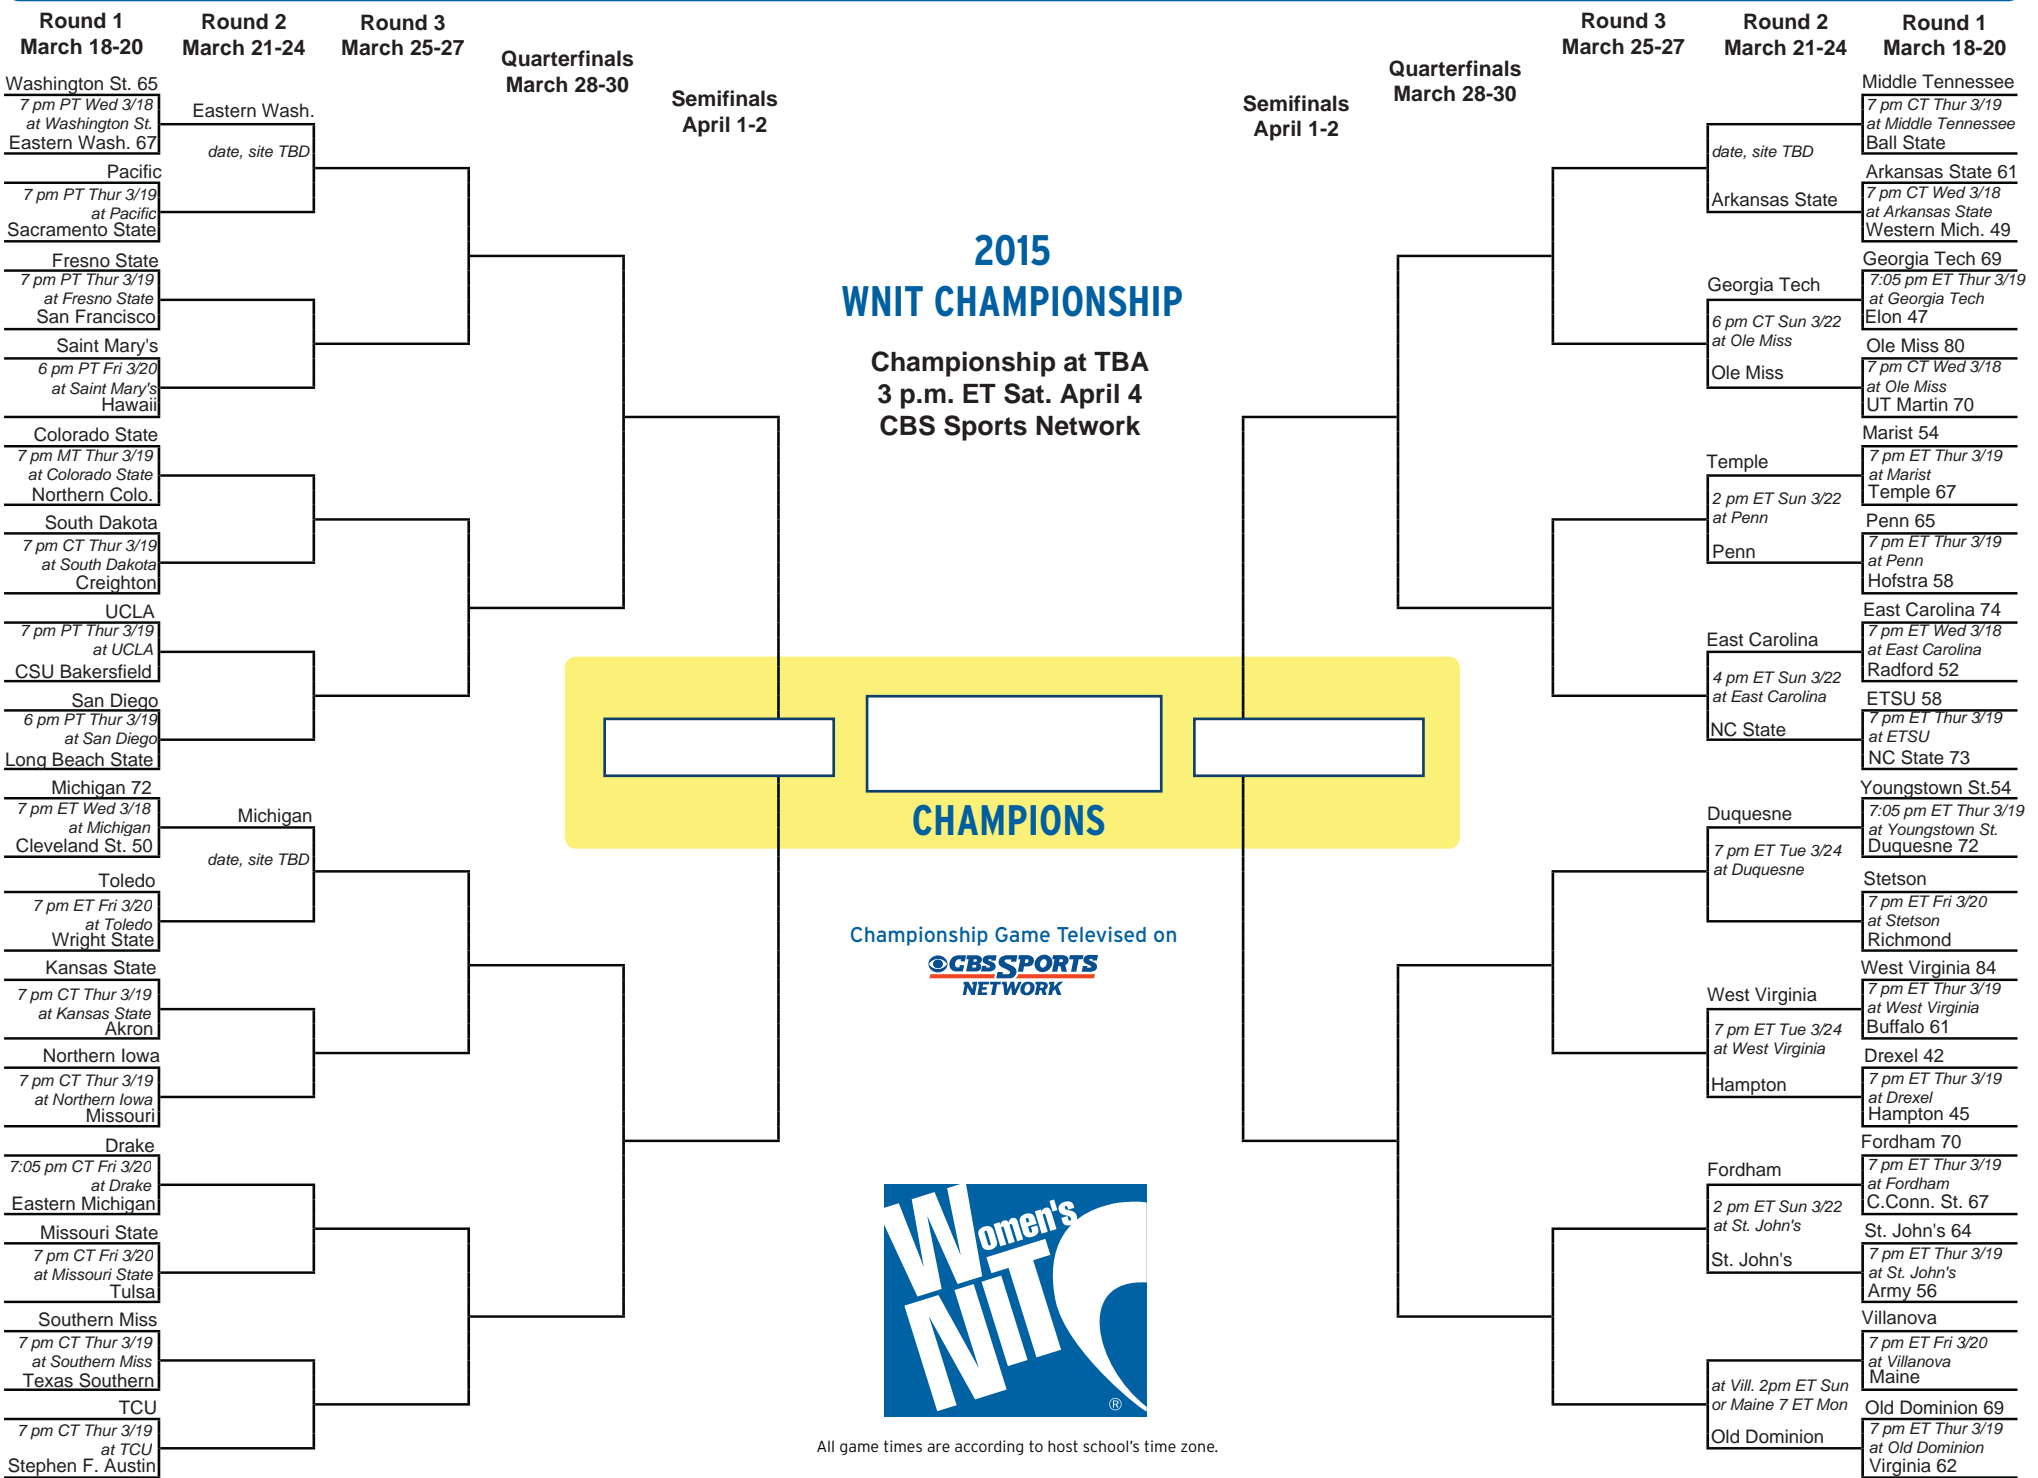 Round 1
March 18-20
Round 2
March 21-24
Round 3
March 25-27
Quarterfinals
March 28-30
Semifinals
April 1-2
Washington St. 65
7 pm PT Wed 3/18
at Washington St.
Eastern Wash. 67
Pacific
7 pm PT Thur 3/19
at Pacific
Sacramento State
Fresno State
7 pm PT Thur 3/19
at Fresno State
San Francisco
Saint Mary's
6 pm PT Fri 3/20
at Saint Mary's
Hawaii
Colorado State
7 pm MT Thur 3/19
at Colorado State
Northern Colo.
South Dakota
7 pm CT Thur 3/19
at South Dakota
Creighton
UCLA
7 pm PT Thur 3/19
at UCLA
CSU Bakersfield
San Diego
6 pm PT Thur 3/19
at San Diego
Long Beach State
Michigan 72
7 pm ET Wed 3/18
at Michigan
Cleveland St. 50
Toledo
7 pm ET Fri 3/20
at Toledo
Wright State
Kansas State
7 pm CT Thur 3/19
at Kansas State
Akron
Northern Iowa
7 pm CT Thur 3/19
at Northern Iowa
Missouri
Drake
7:05 pm CT Fri 3/20
at Drake
Eastern Michigan
Missouri State
7 pm CT Fri 3/20
at Missouri State
Tulsa
Southern Miss
7 pm CT Thur 3/19
at Southern Miss
Texas Southern
TCU
7 pm CT Thur 3/19
at TCU
Stephen F. Austin
Eastern Wash.
date, site TBD
Michigan
date, site TBD
2015
WNIT CHAMPIONSHIP
Championship at TBA
3 p.m. ET Sat. April 4
CBS Sports Network
CHAMPIONS
Championship Game Televised on
CBS SPORTS
NETWORK
Women's
NIT
®
All game times are according to host school's time zone.
Semifinals
April 1-2
Quarterfinals
March 28-30
Round 3
March 25-27
Round 2
March 21-24
Round 1
March 18-20
date, site TBD
Arkansas State
Georgia Tech
6 pm CT Sun 3/22
at Ole Miss
Ole Miss
Temple
2 pm ET Sun 3/22
at Penn
Penn
East Carolina
4 pm ET Sun 3/22
at East Carolina
NC State
Duquesne
7 pm ET Tue 3/24
at Duquesne
West Virginia
7 pm ET Tue 3/24
at West Virginia
Hampton
Fordham
2 pm ET Sun 3/22
at St. John's
St. John's
at Vill. 2pm ET Sun
or Maine 7 ET Mon
Old Dominion
Middle Tennessee
7 pm CT Thur 3/19
at Middle Tennessee
Ball State
Arkansas State 61
7 pm CT Wed 3/18
at Arkansas State
Western Mich. 49
Georgia Tech 69
7:05 pm ET Thur 3/19
at Georgia Tech
Elon 47
Ole Miss 80
7 pm CT Wed 3/18
at Ole Miss
UT Martin 70
Marist 54
7 pm ET Thur 3/19
at Marist
Temple 67
Penn 65
7 pm ET Thur 3/19
at Penn
Hofstra 58
East Carolina 74
7 pm ET Wed 3/18
at East Carolina
Radford 52
ETSU 58
7 pm ET Thur 3/19
at ETSU
NC State 73
Youngstown St.54
7:05 pm ET Thur 3/19
at Youngstown St.
Duquesne 72
Stetson
7 pm ET Fri 3/20
at Stetson
Richmond
West Virginia 84
7 pm ET Thur 3/19
at West Virginia
Buffalo 61
Drexel 42
7 pm ET Thur 3/19
at Drexel
Hampton 45
Fordham 70
7 pm ET Thur 3/19
at Fordham
C.Conn. St. 67
St. John's 64
7 pm ET Thur 3/19
at St. John's
Army 56
Villanova
7 pm ET Fri 3/20
at Villanova
Maine
Old Dominion 69
7 pm ET Thur 3/19
at Old Dominion
Virginia 62